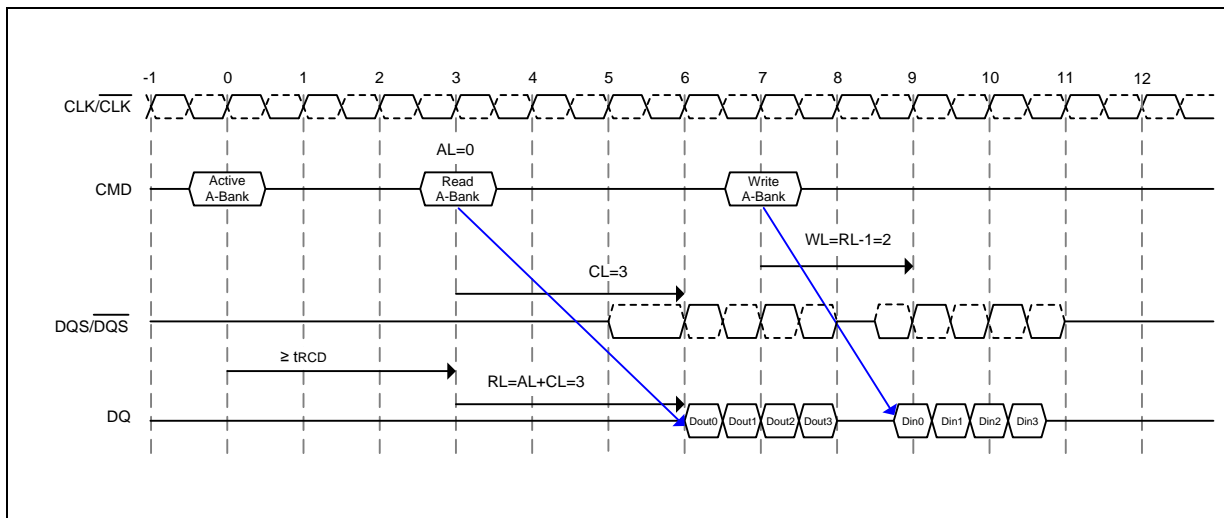 -1 0 1 2 3 4 5 6 7 8 9 10 11 12
CLK/C̅L̅K̅
AL=0
CMD
Active
A-Bank
Read
A-Bank
Write
A-Bank
WL=RL-1=2
CL=3
DQS/D̅Q̅S̅
≥ tRCD
RL=AL+CL=3
DQ
Dout0 Dout1 Dout2 Dout3 Din0 Din1 Din2 Din3